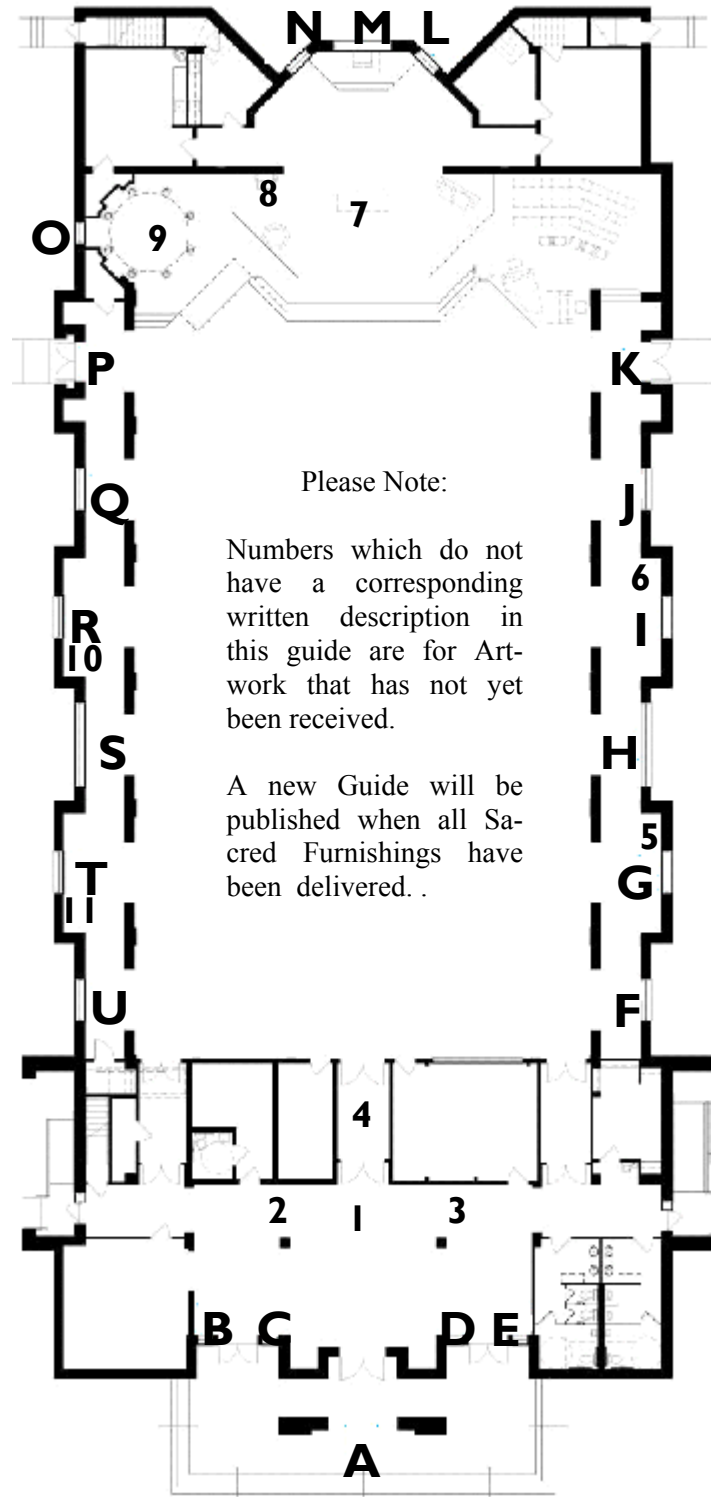 N M L
8
7
O 9
P K
Please Note:
Q J
Numbers which do not
have a corresponding
written description in
this guide are for Art-
work that has not yet
been received.
6
R I
10
S H
A new Guide will be
published when all Sa-
cred Furnishings have
been delivered. .
5
T G
11
U F
4
2 1 3
B C D E
A